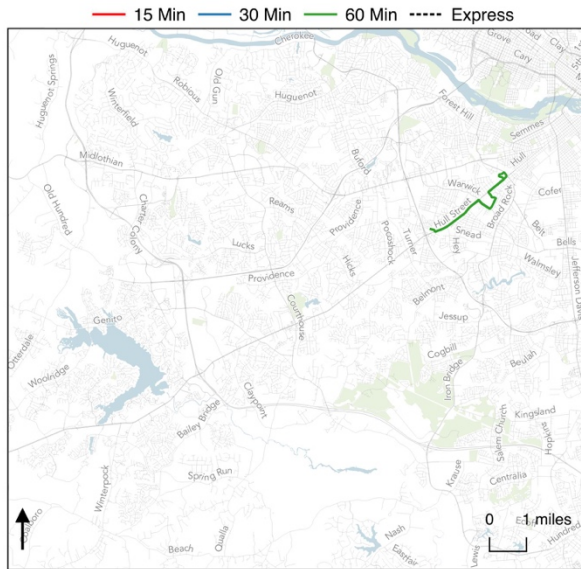 15 Min 30 Min 60 Min Express
Huguenot
Cherokee
Grove
Clay
Cary
Huguenot Springs
Robious
Old Gun
Winterfield
Huguenot
Forest Hill
Semmes
Midlothian
Buford
Hull
Warwick
Old Hundred
Charter Colony
Reams
Providence
Hull Street
Broad Rock
Cofer
Lucks
Pocoshock
Turner
Snead
Hey
Belt
Bells
Hicks
Walmsley
Providence
Belmont
Jefferson Davis
Courthouse
Genito
Jessup
Otterdale
Cogbill
Woolridge
Iron Bridge
Beulah
Claypoint
Bailey Bridge
Kingsland
Salem Church
Hopkins
Spring Run
Krause
Centralia
Winterpock
0 1 miles
Qualla
Nash
Beach
Eastfair
Lewis
Hundred